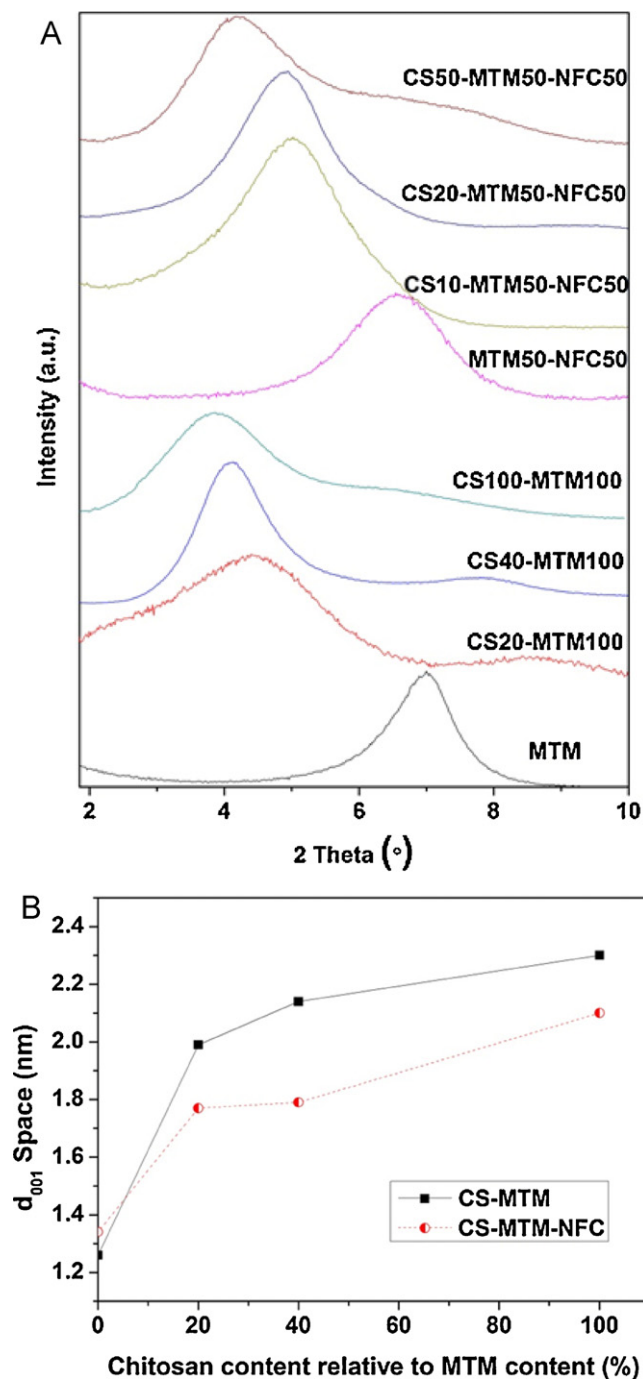 A
CS50-MTM50-NFC50
CS20-MTM50-NFC50
CS10-MTM50-NFC50
MTM50-NFC50
CS100-MTM100
CS40-MTM100
CS20-MTM100
MTM
Intensity (a.u.)
2 4 6 8 10
2 Theta (°)
B
2.4
2.2
2.0
1.8
1.6
1.4
1.2
d001 Space (nm)
CS-MTM
CS-MTM-NFC
0 20 40 60 80 100
Chitosan content relative to MTM content (%)